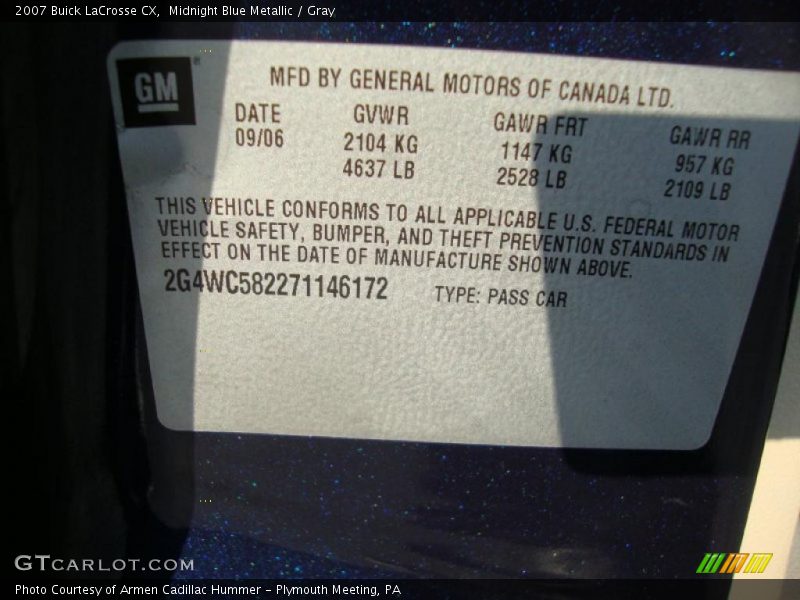 2007 Buick LaCrosse CX,  Midnight Blue Metallic / Gray
GM ®
MFD BY GENERAL MOTORS OF CANADA LTD.
DATE GVWR GAWR FRT GAWR RR
09/06 2104 KG 1147 KG 957 KG
4637 LB 2528 LB 2109 LB
THIS VEHICLE CONFORMS TO ALL APPLICABLE U.S. FEDERAL MOTOR
VEHICLE SAFETY, BUMPER, AND THEFT PREVENTION STANDARDS IN
EFFECT ON THE DATE OF MANUFACTURE SHOWN ABOVE.
2G4WC582271146172 TYPE: PASS CAR
GTCARLOT.COM
Photo Courtesy of Armen Cadillac Hummer - Plymouth Meeting, PA